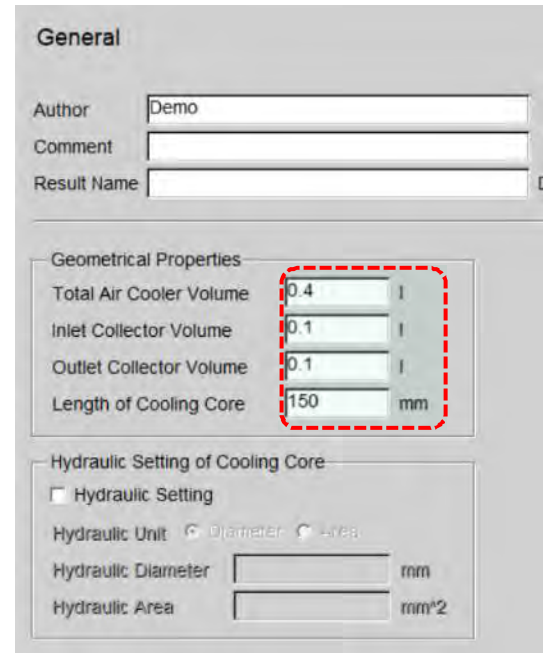 General
Author Demo
Comment
Result Name D
Geometrical Properties
Total Air Cooler Volume 0.4 l
Inlet Collector Volume 0.1 l
Outlet Collector Volume 0.1 l
Length of Cooling Core 150 mm
Hydraulic Setting of Cooling Core
Hydraulic Setting
Hydraulic Unit Diameter Area
Hydraulic Diameter mm
Hydraulic Area mm^2